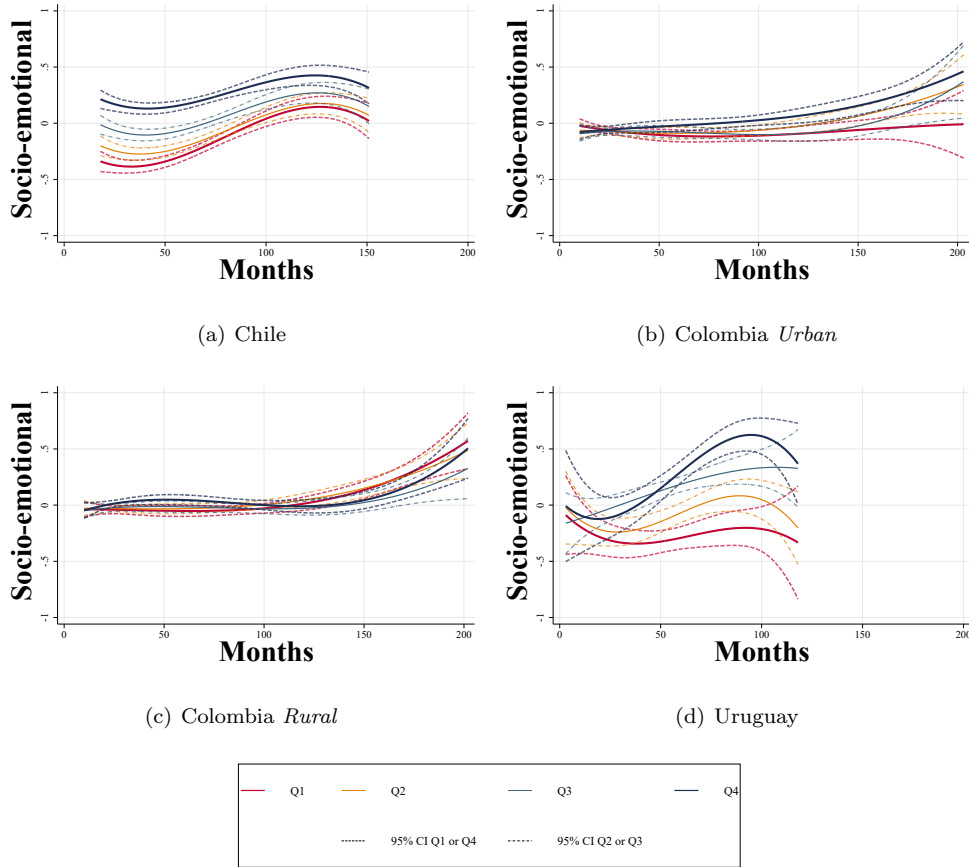 Socio-emotional
-1 -.5 0 .5 1
0 50 100 150 200
Months
(a) Chile
Socio-emotional
-1 -.5 0 .5 1
0 50 100 150 200
Months
(b) Colombia Urban
Socio-emotional
-1 -.5 0 .5 1
0 50 100 150 200
Months
(c) Colombia Rural
Socio-emotional
-1 -.5 0 .5 1
0 50 100 150 200
Months
(d) Uruguay
Q1 Q2 Q3 Q4
95% CI Q1 or Q4 95% CI Q2 or Q3